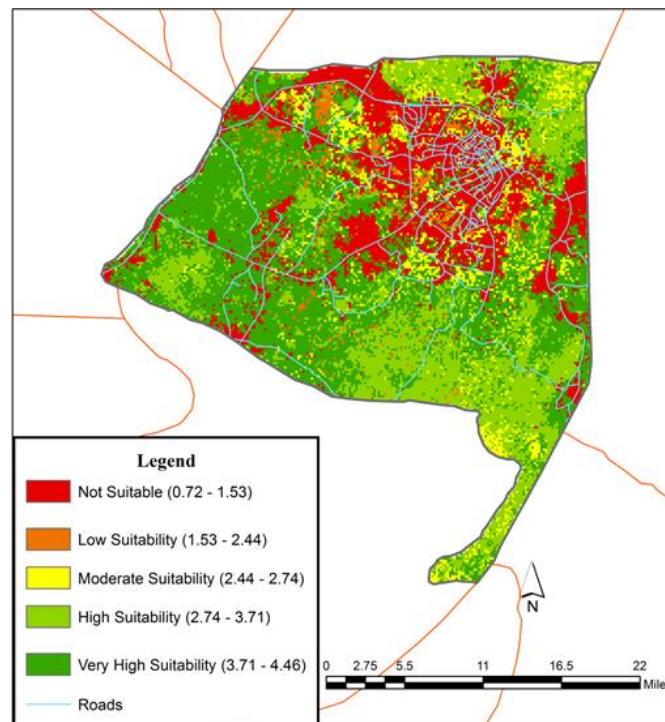 Legend
Not Suitable (0.72 - 1.53)
Low Suitability (1.53 - 2.44)
Moderate Suitability (2.44 - 2.74)
High Suitability (2.74 - 3.71)
Very High Suitability (3.71 - 4.46)
Roads
N
0 2.75 5.5 11 16.5 22
Mile